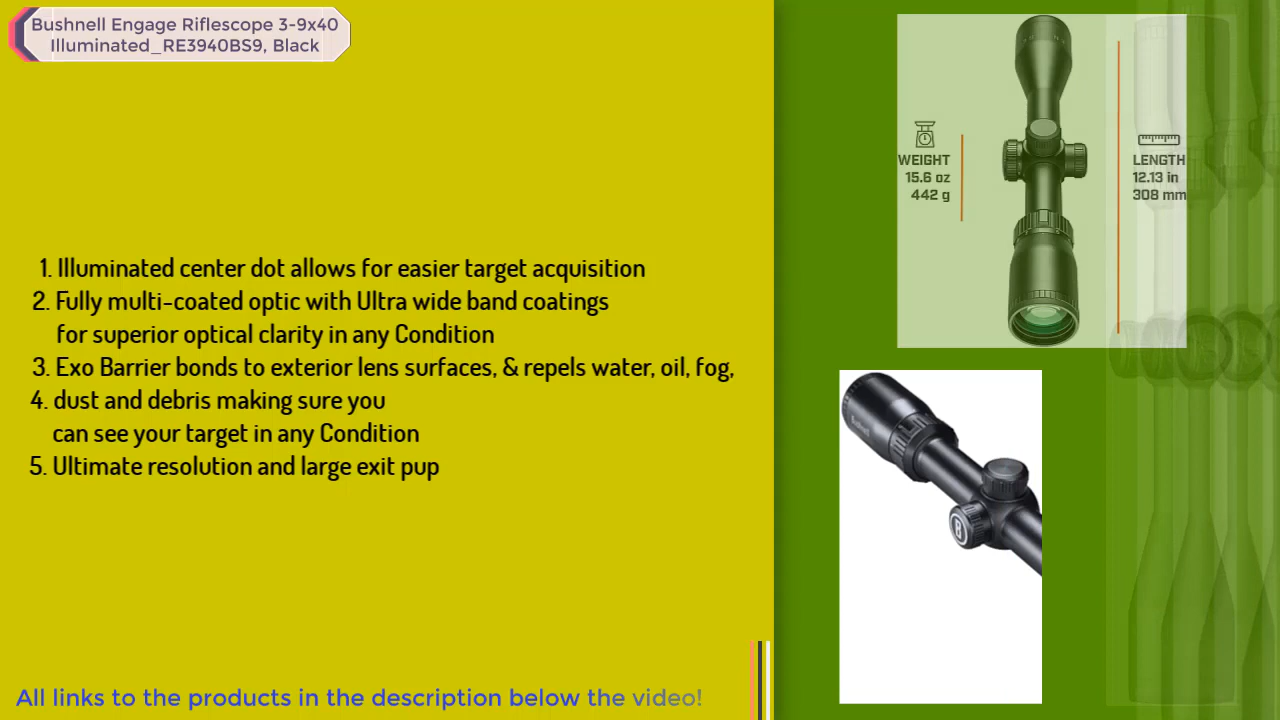 Bushnell Engage Riflescope 3-9x40
Illuminated_RE3940BS9, Black
1. Illuminated center dot allows for easier target acquisition
2. Fully multi-coated optic with Ultra wide band coatings
for superior optical clarity in any Condition
3. Exo Barrier bonds to exterior lens surfaces, & repels water, oil, fog,
4. dust and debris making sure you
can see your target in any Condition
5. Ultimate resolution and large exit pup
WEIGHT
15.6 oz
442 g
LENGTH
12.13 in
308 mm
B
All links to the products in the description below the video!